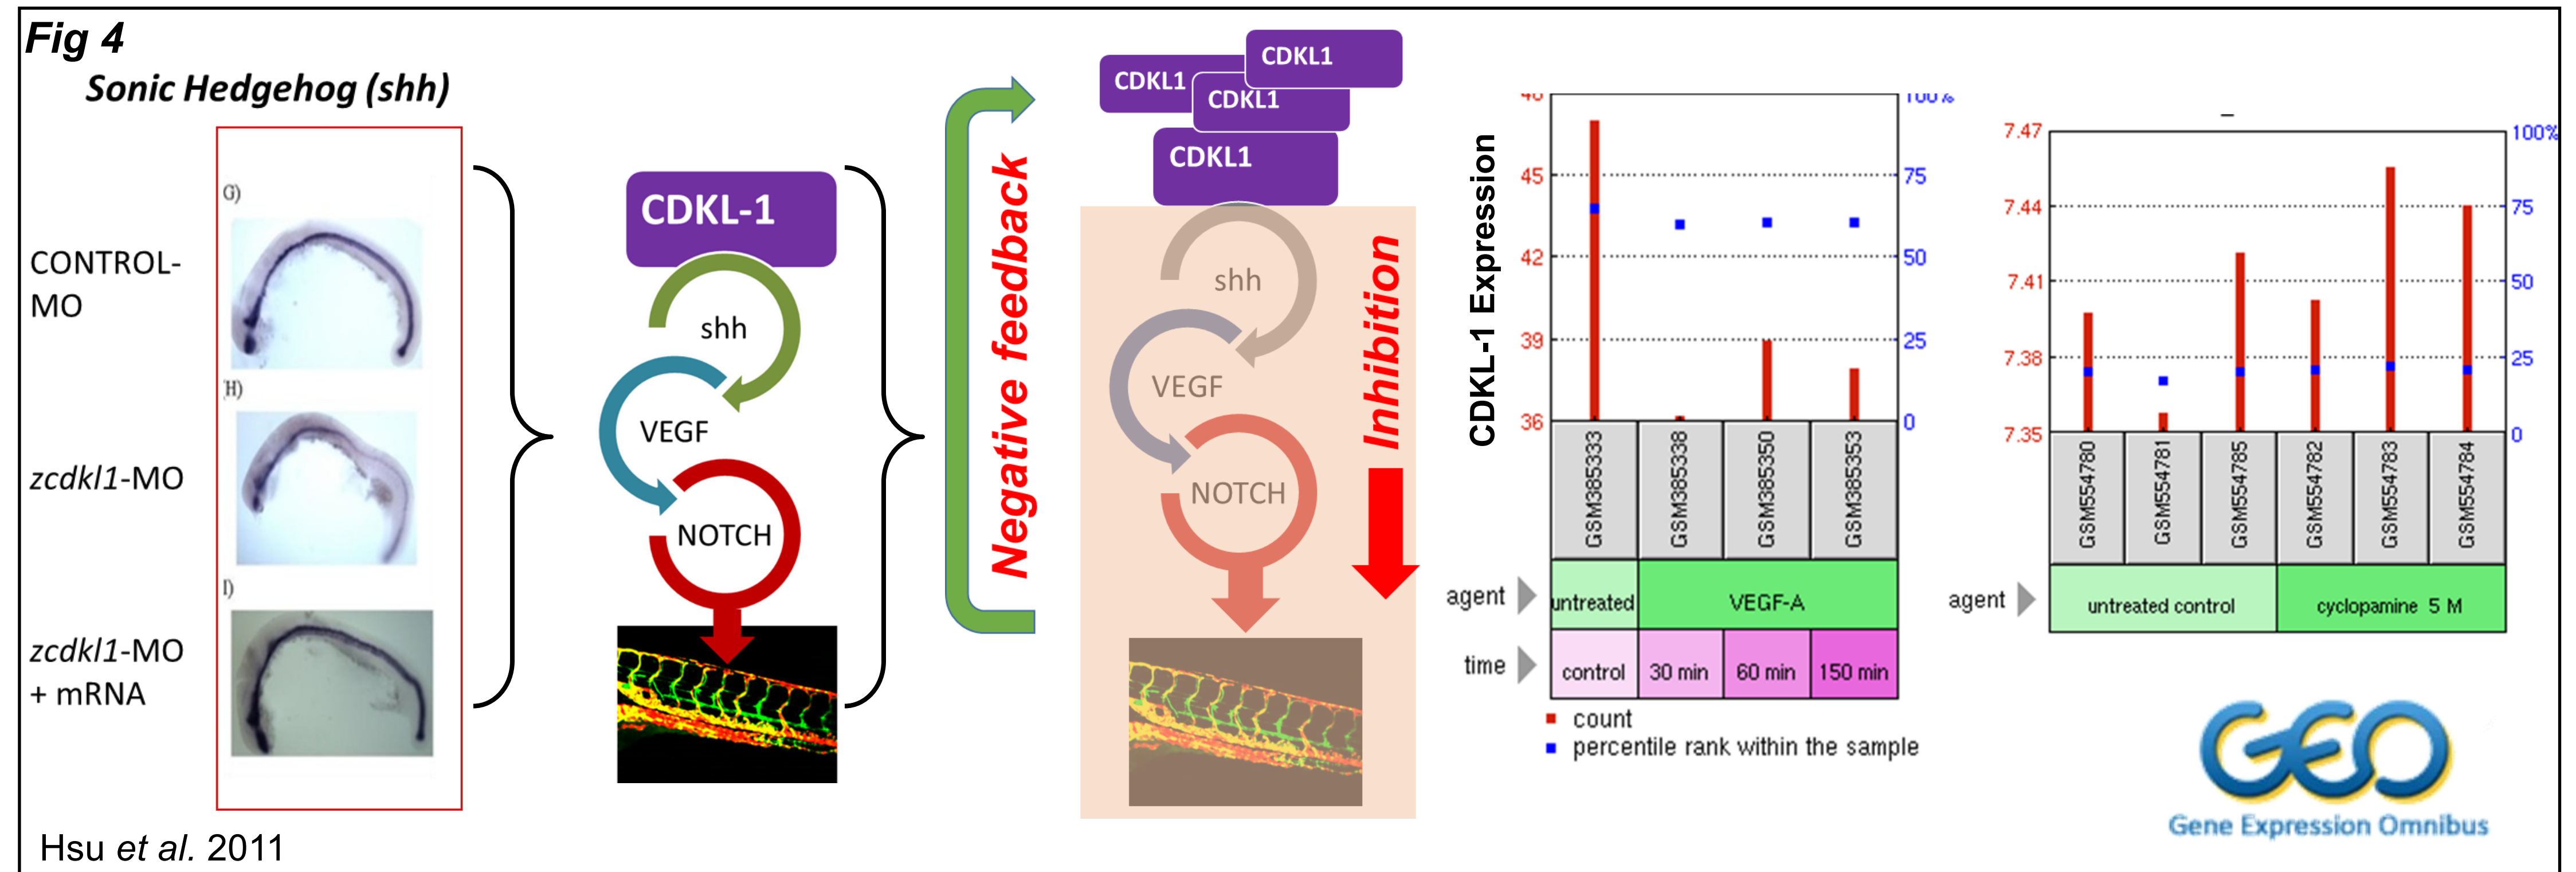 Fig 4
Sonic Hedgehog (shh)
G)
CONTROL-
MO
H)
zcdkl1-MO
I)
zcdkl1-MO
+ mRNA
Hsu et al. 2011
CDKL-1
shh
VEGF
NOTCH
Negative feedback
CDKL1
CDKL1
CDKL1
CDKL1
shh
VEGF
NOTCH
Inhibition
CDKL-1 Expression
45
42
39
36
100%
75
50
25
0
GSM385333
GSM385338
GSM385350
GSM385353
agent
untreated
VEGF-A
time
control
30 min
60 min
150 min
count
percentile rank within the sample
7.47
7.44
7.41
7.38
7.35
100%
75
50
25
0
GSM554780
GSM554781
GSM554785
GSM554782
GSM554783
GSM554784
agent
untreated control
cyclopamine 5 M
GEO
Gene Expression Omnibus